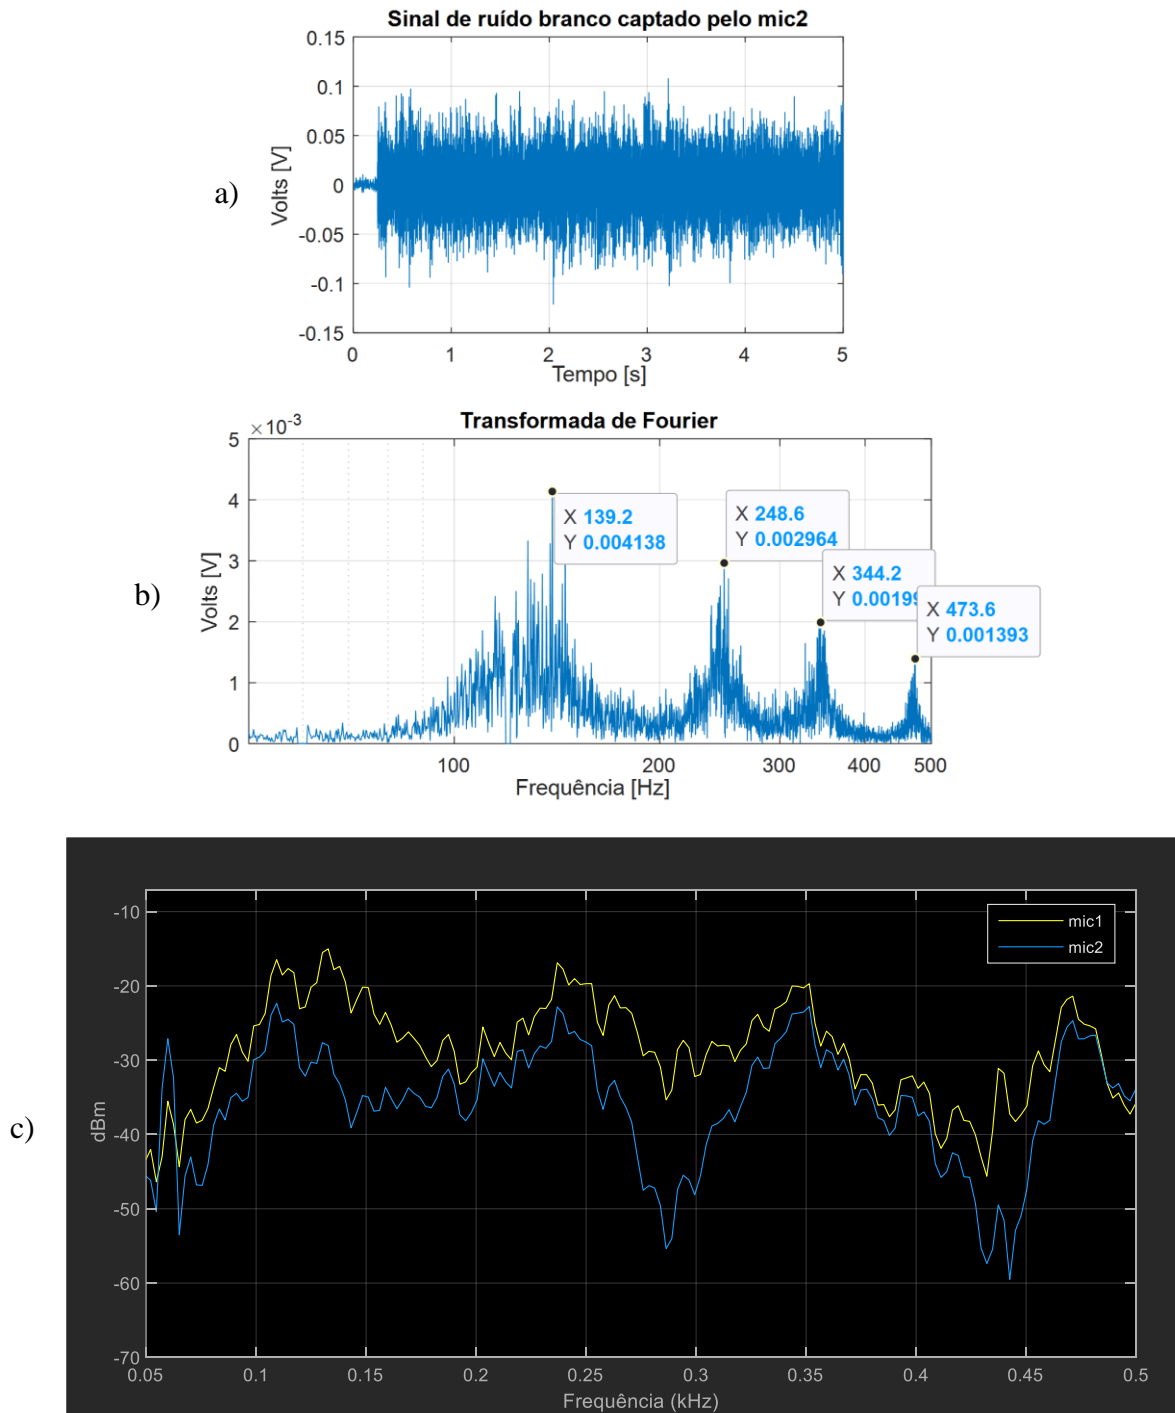 Sinal de ruído branco captado pelo mic2
0.15
0.1
0.05
0
-0.05
-0.1
-0.15
Volts [V]
a)
0 1 2 3 4 5
Tempo [s]
Transformada de Fourier
×10-3
5
4
3
2
1
0
Volts [V]
b)
X 139.2
Y 0.004138
X 248.6
Y 0.002964
X 344.2
Y 0.00199
X 473.6
Y 0.001393
100 200 300 400 500
Frequência [Hz]
c)
-10
-20
-30
-40
-50
-60
-70
dBm
mic1
mic2
0.05 0.1 0.15 0.2 0.25 0.3 0.35 0.4 0.45 0.5
Frequência (kHz)